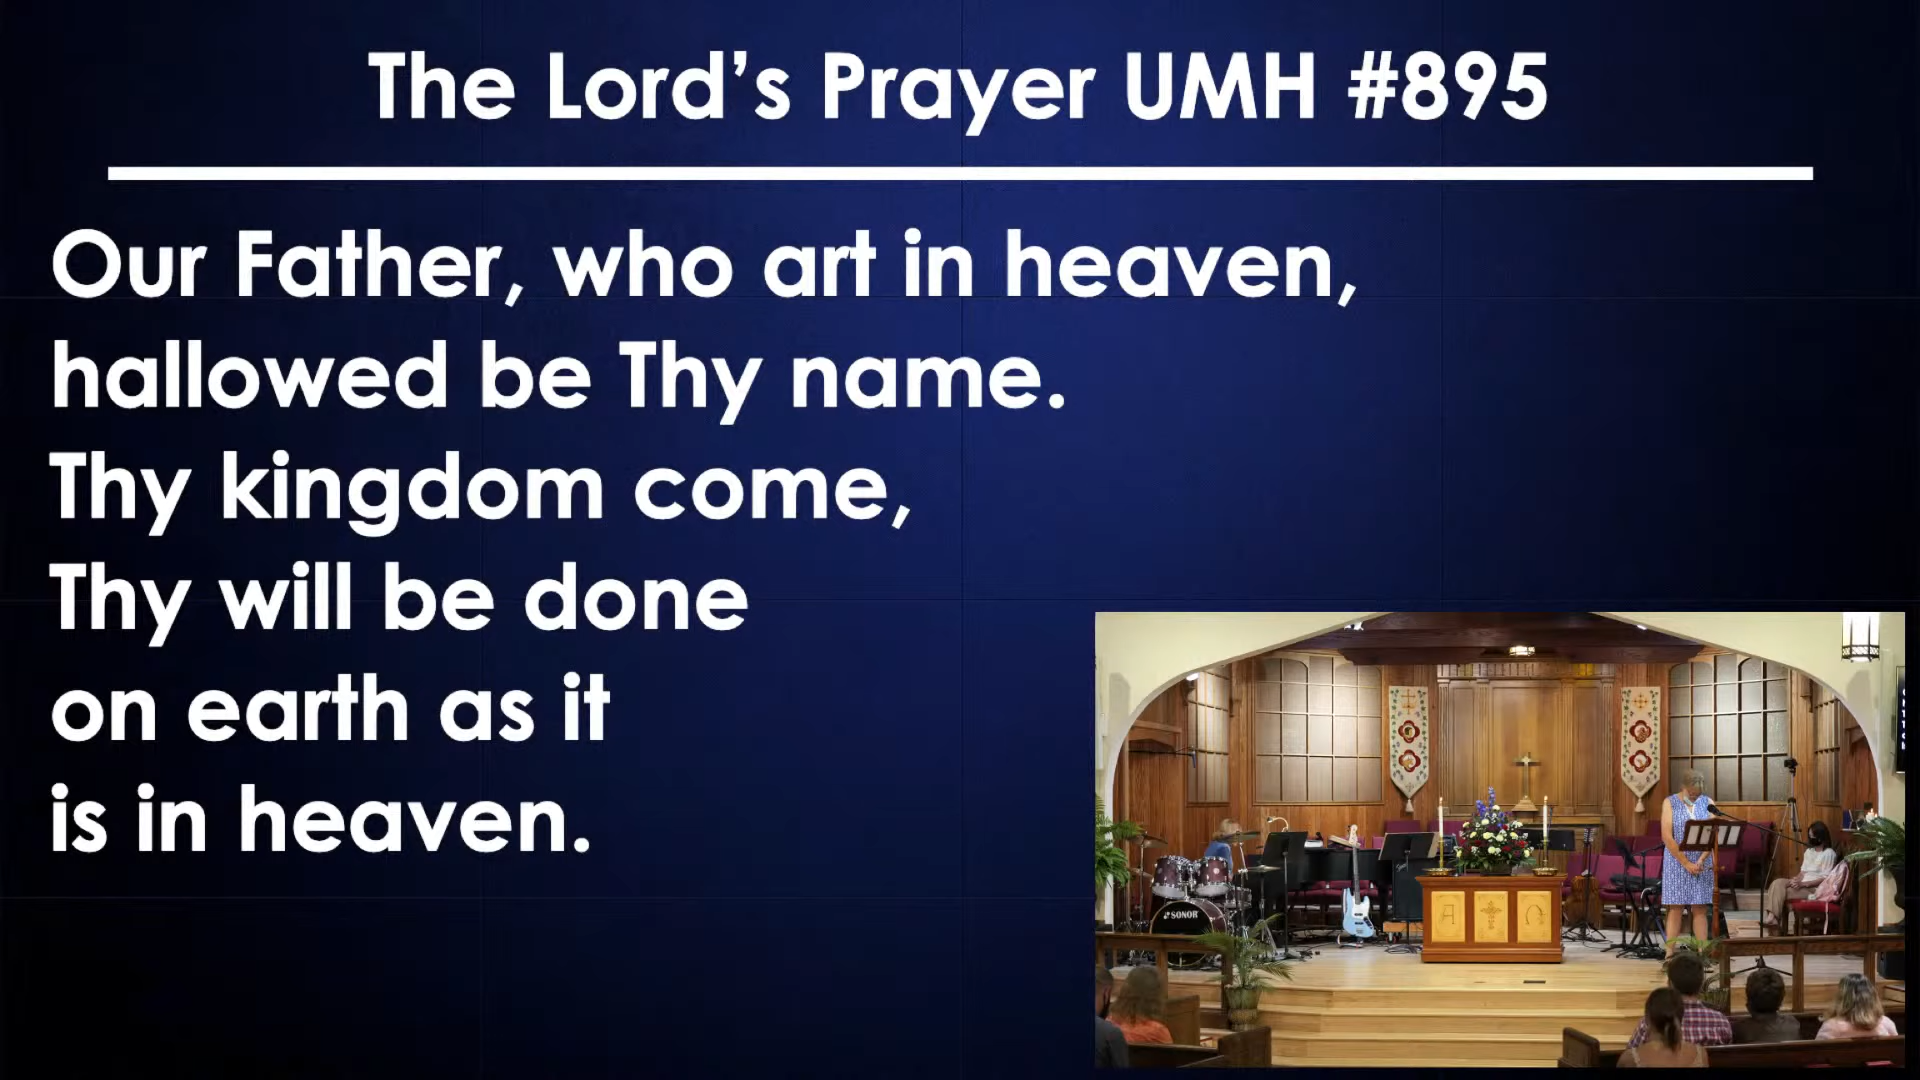 The Lord’s Prayer UMH #895
Our Father, who art in heaven,
hallowed be Thy name.
Thy kingdom come,
Thy will be done
on earth as it
is in heaven.
SONOR